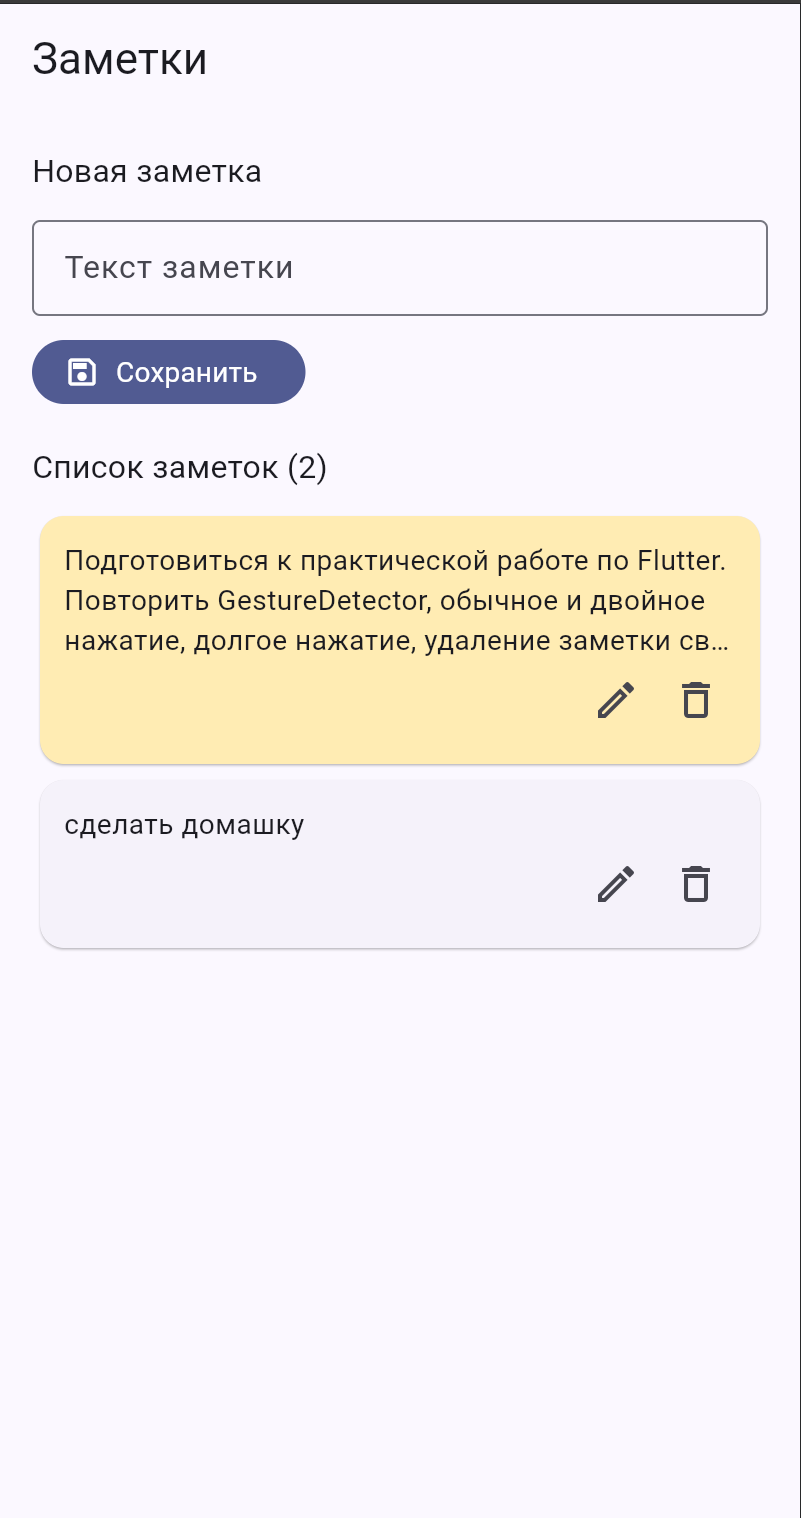 Заметки
Новая заметка
Текст заметки
Сохранить
Список заметок (2)
Подготовиться к практической работе по Flutter.
Повторить GestureDetector, обычное и двойное
нажатие, долгое нажатие, удаление заметки св…
сделать домашку